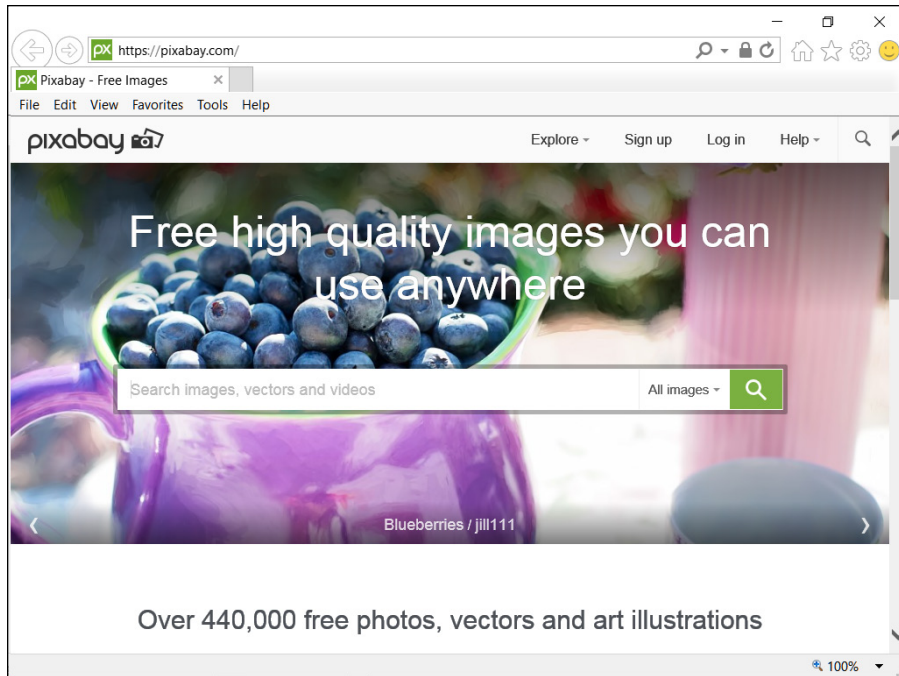 px https://pixabay.com/
px Pixabay - Free Images
File Edit View Favorites Tools Help
pixabay Explore Sign up Log in Help
Free high quality images you can
use anywhere
Search images, vectors and videos All images
Blueberries / jill111
Over 440,000 free photos, vectors and art illustrations
100%